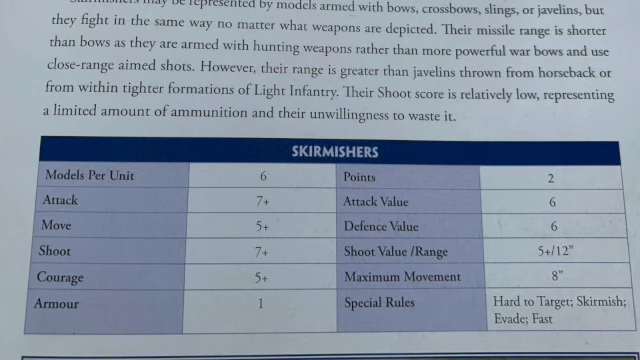 Skirmishers may be represented by models armed with bows, crossbows, slings, or javelins, but
they fight in the same way no matter what weapons are depicted. Their missile range is shorter
than bows as they are armed with hunting weapons rather than more powerful war bows and use
close-range aimed shots. However, their range is greater than javelins thrown from horseback or
from within tighter formations of Light Infantry. Their Shoot score is relatively low, representing
a limited amount of ammunition and their unwillingness to waste it.
SKIRMISHERS
Models Per Unit 6 Points 2
Attack 7+ Attack Value 6
Move 5+ Defence Value 6
Shoot 7+ Shoot Value /Range 5+/12”
Courage 5+ Maximum Movement 8”
Armour 1 Special Rules Hard to Target; Skirmish;
Evade; Fast